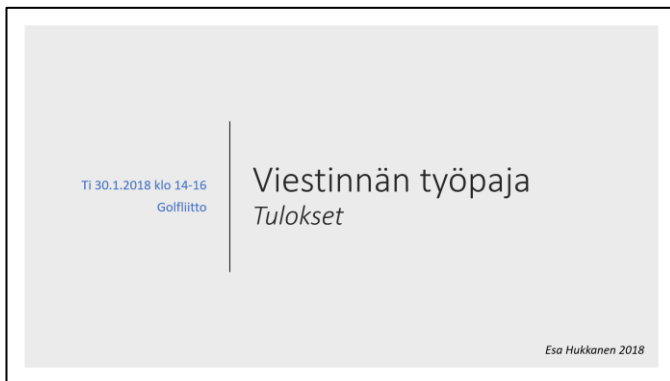 Ti 30.1.2018 klo 14-16
Golfliitto
Viestinnän työpaja
Tulokset
Esa Hukkanen 2018